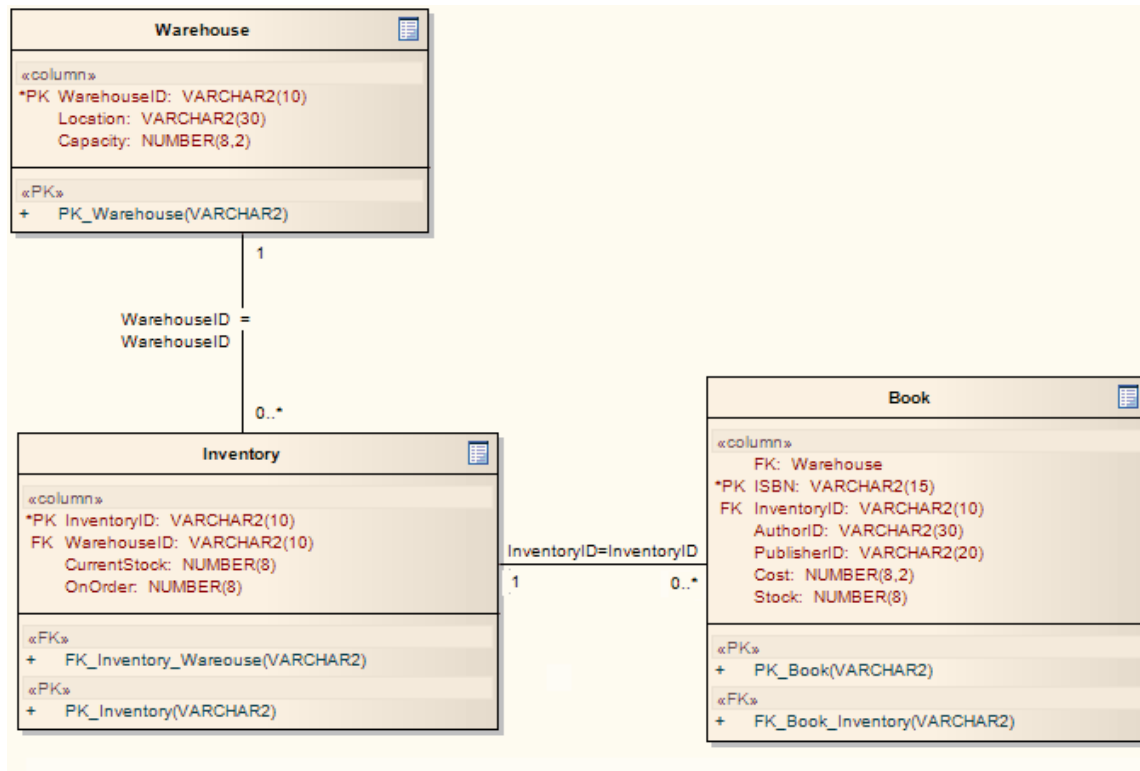 Warehouse
«column»
*PK WarehouseID: VARCHAR2(10)
Location: VARCHAR2(30)
Capacity: NUMBER(8,2)
«PK»
+ PK_Warehouse(VARCHAR2)
1
WarehouseID =
WarehouseID
0..*
Inventory
«column»
*PK InventoryID: VARCHAR2(10)
FK WarehouseID: VARCHAR2(10)
CurrentStock: NUMBER(8)
OnOrder: NUMBER(8)
«FK»
+ FK_Inventory_Wareouse(VARCHAR2)
«PK»
+ PK_Inventory(VARCHAR2)
InventoryID=InventoryID
1
0..*
Book
«column»
FK: Warehouse
*PK ISBN: VARCHAR2(15)
FK InventoryID: VARCHAR2(10)
AuthorID: VARCHAR2(30)
PublisherID: VARCHAR2(20)
Cost: NUMBER(8,2)
Stock: NUMBER(8)
«PK»
+ PK_Book(VARCHAR2)
«FK»
+ FK_Book_Inventory(VARCHAR2)